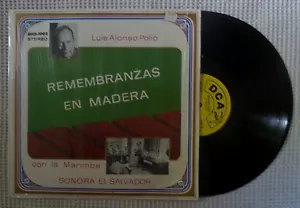 STEREO
Luis Alonso Polio
REMEMBRANZAS
EN MADERA
con la Marimba
SONORA El SALVADOR
DCA